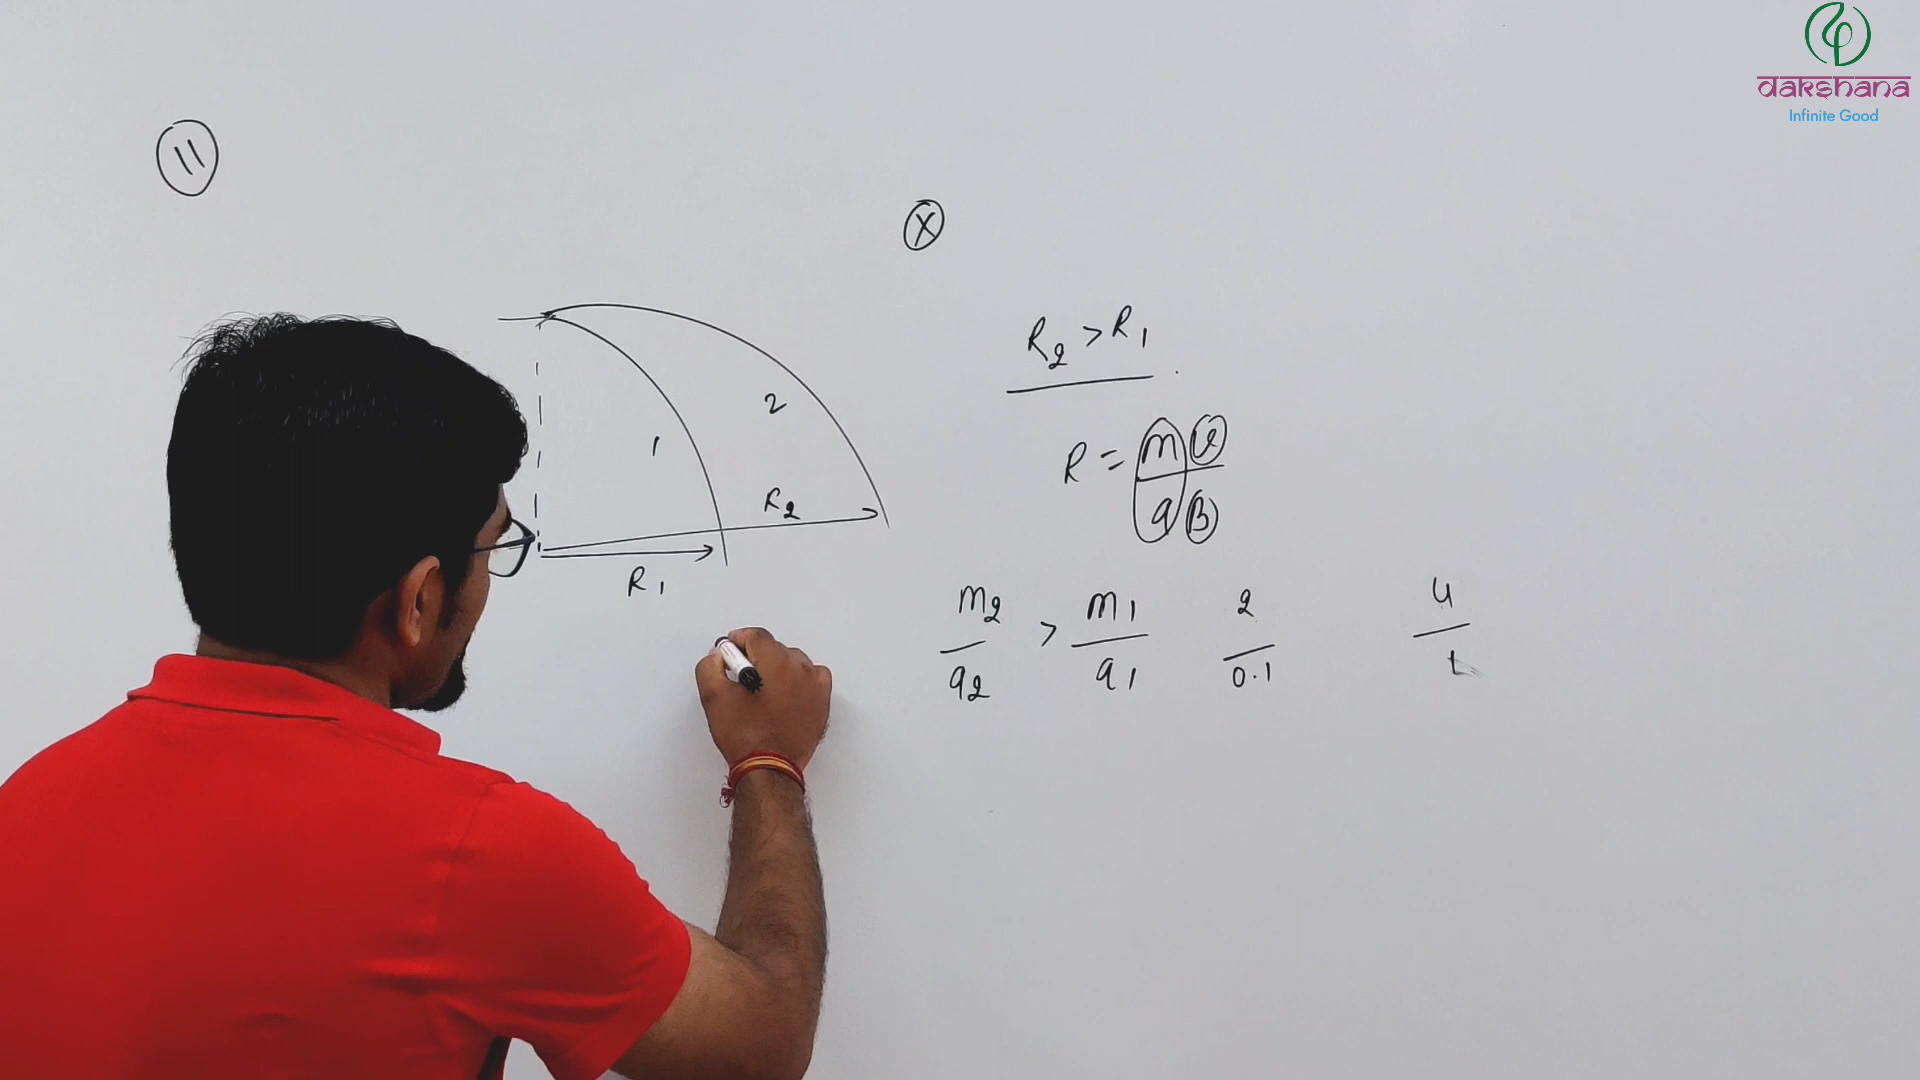 dakshana
Infinite Good
11
X
R2 > R1
R = mv / qB
1
2
R2
R1
m2 / q2 > m1 / q1
2 / 0.1
4 / 1